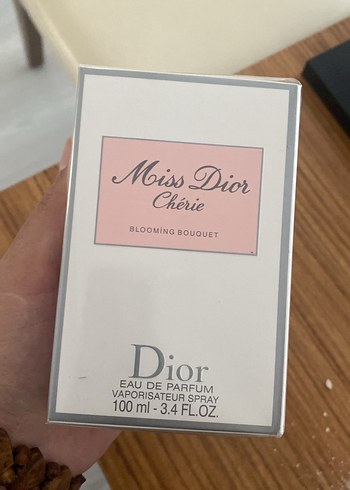 Miss Dior
Chérie
BLOOMING BOUQUET
Dior
EAU DE PARFUM
VAPORISATEUR SPRAY
100 ml - 3.4 FL.OZ.